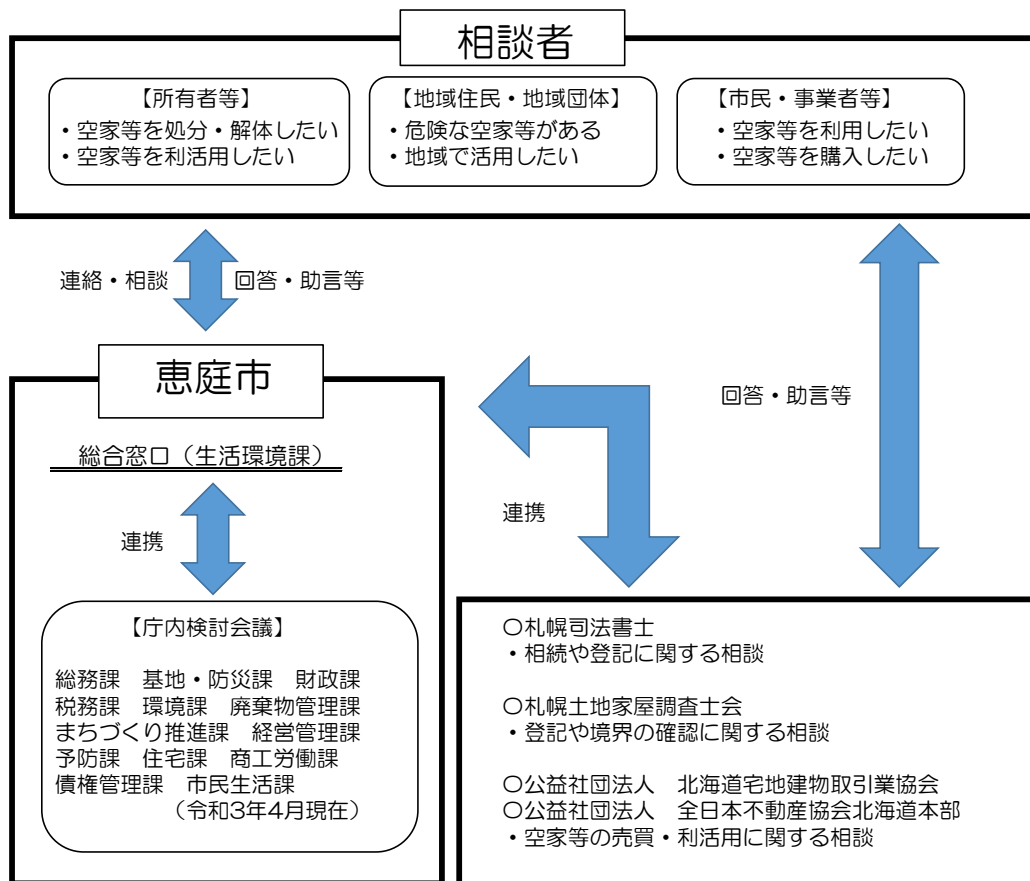 相談者
【所有者等】
・空家等を処分・解体したい
・空家等を利活用したい
【地域住民・地域団体】
・危険な空家等がある
・地域で活用したい
【市民・事業者等】
・空家等を利用したい
・空家等を購入したい
連絡・相談
回答・助言等
恵庭市
総合窓口（生活環境課）
連携
【庁内検討会議】
総務課　基地・防災課　財政課
税務課　環境課　廃棄物管理課
まちづくり推進課　経営管理課
予防課　住宅課　商工労働課
債権管理課　市民生活課
（令和3年4月現在）
連携
回答・助言等
〇札幌司法書士
・相続や登記に関する相談
〇札幌土地家屋調査士会
・登記や境界の確認に関する相談
〇公益社団法人　北海道宅地建物取引業協会
〇公益社団法人　全日本不動産協会北海道本部
・空家等の売買・利活用に関する相談